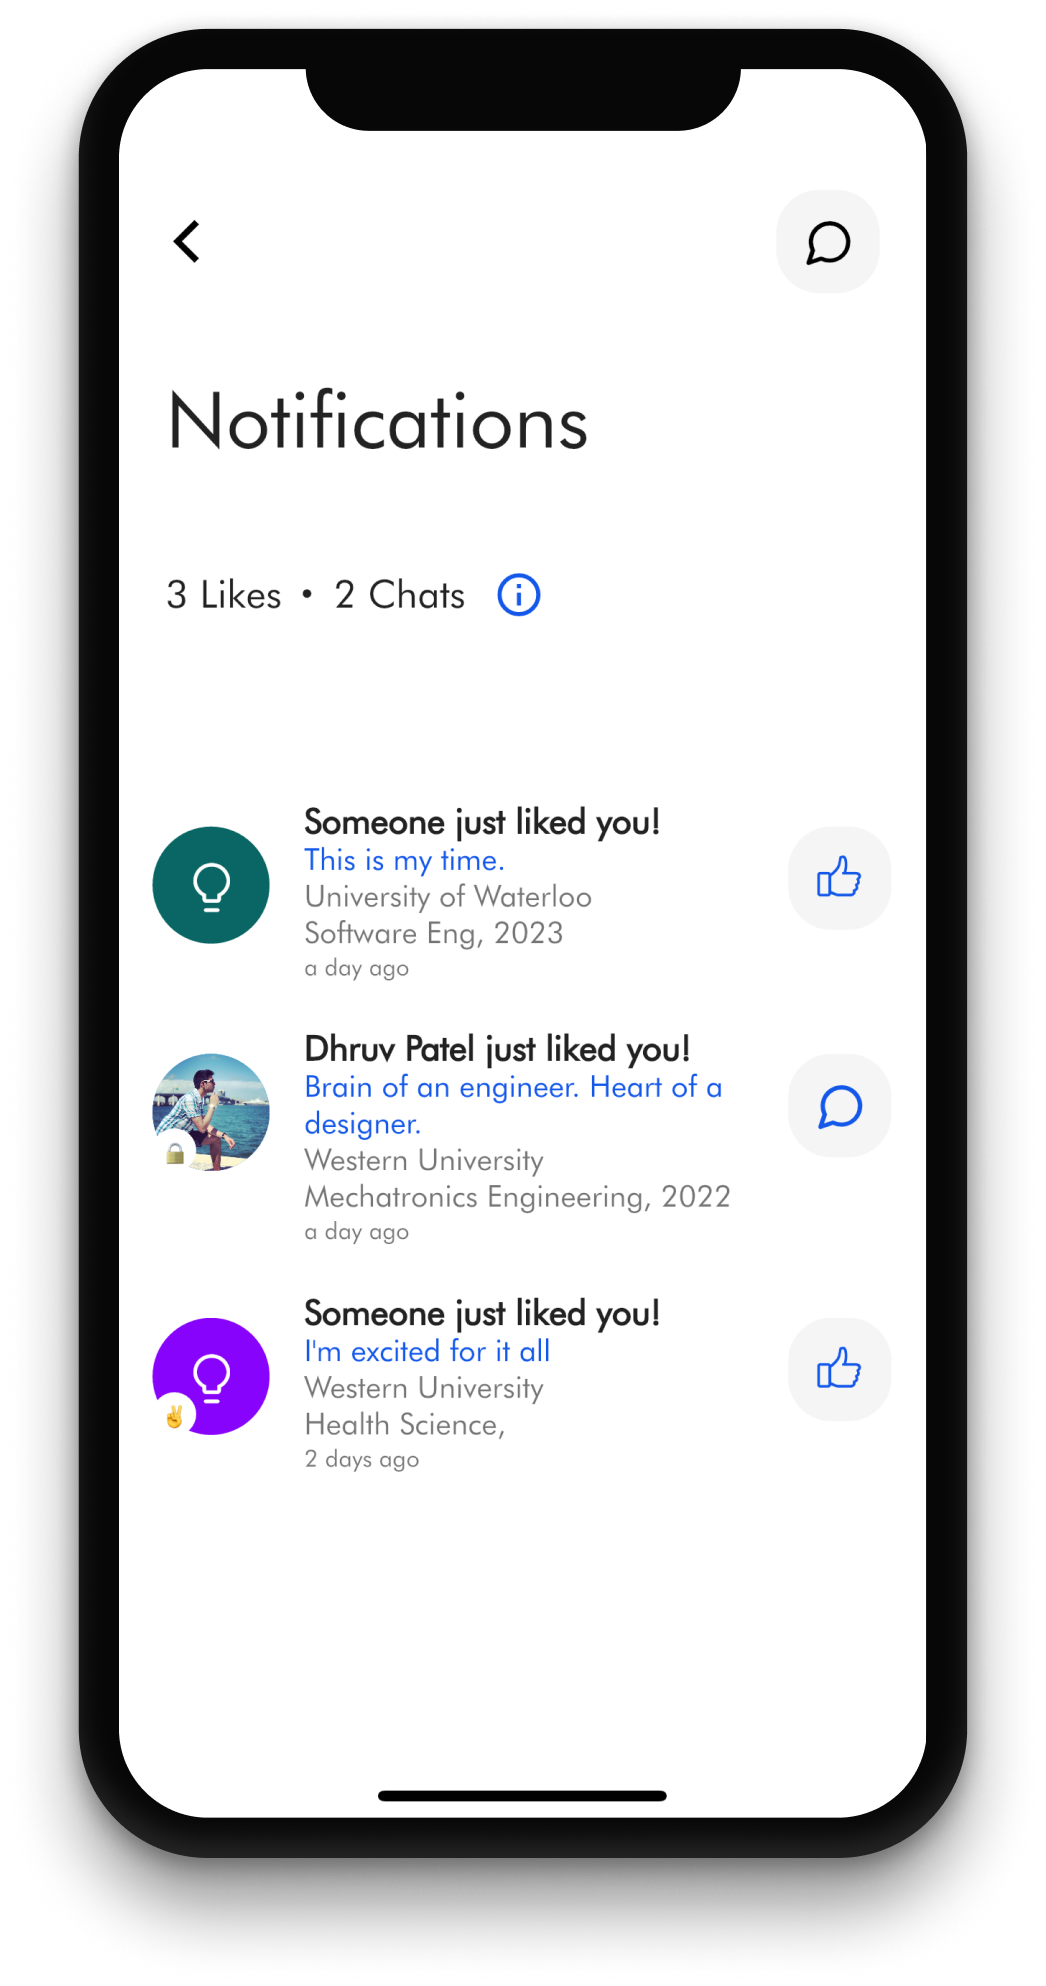 Notifications
3 Likes • 2 Chats
Someone just liked you!
This is my time.
University of Waterloo
Software Eng, 2023
a day ago
Dhruv Patel just liked you!
Brain of an engineer. Heart of a
designer.
Western University
Mechatronics Engineering, 2022
a day ago
Someone just liked you!
I'm excited for it all
Western University
Health Science,
2 days ago